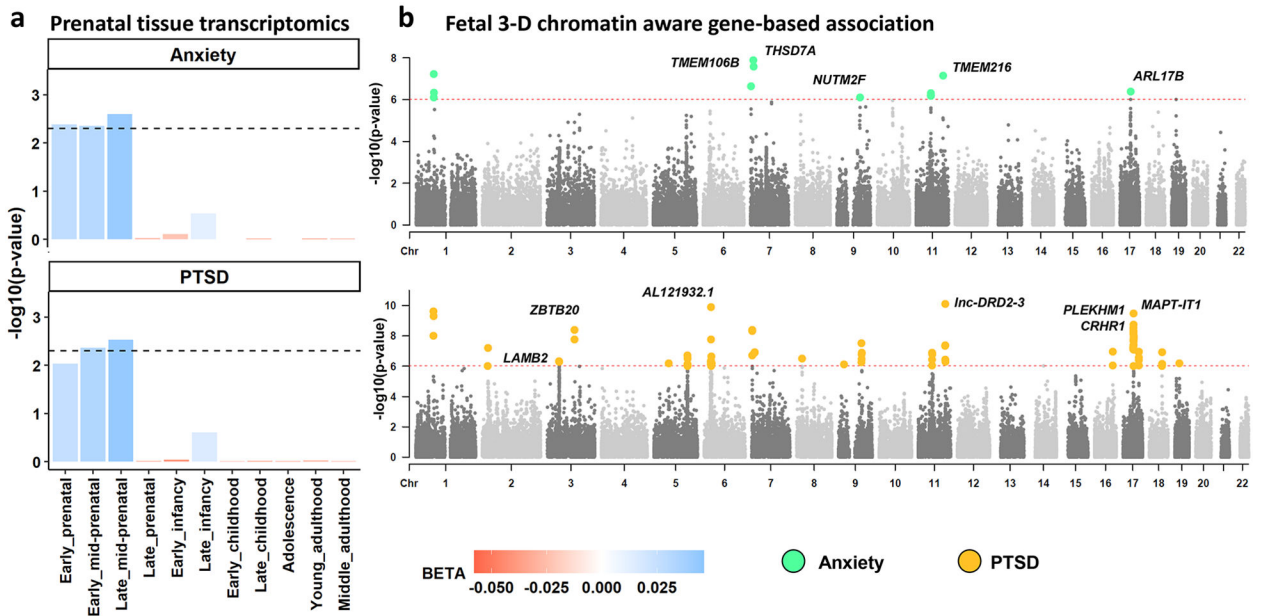 a Prenatal tissue transcriptomics
Anxiety
3
2
1
0
PTSD
3
2
1
0
-log10(p-value)
Early_prenatal
Early_mid-prenatal
Late_mid-prenatal
Late_prenatal
Early_infancy
Late_infancy
Early_childhood
Late_childhood
Adolescence
Young_adulthood
Middle_adulthood
b Fetal 3-D chromatin aware gene-based association
-log10(p-value)
8
6
4
2
0
TMEM106B
THSD7A
NUTM2F
TMEM216
ARL17B
Chr 1 2 3 4 5 6 7 8 9 10 11 12 13 14 15 16 17 18 19 20 22
-log10(p-value)
10
8
6
4
2
0
LAMB2
ZBTB20
AL121932.1
lnc-DRD2-3
PLEKHM1
CRHR1
MAPT-IT1
Chr 1 2 3 4 5 6 7 8 9 10 11 12 13 14 15 16 17 18 19 20 22
BETA
-0.050 -0.025 0.000 0.025
Anxiety
PTSD